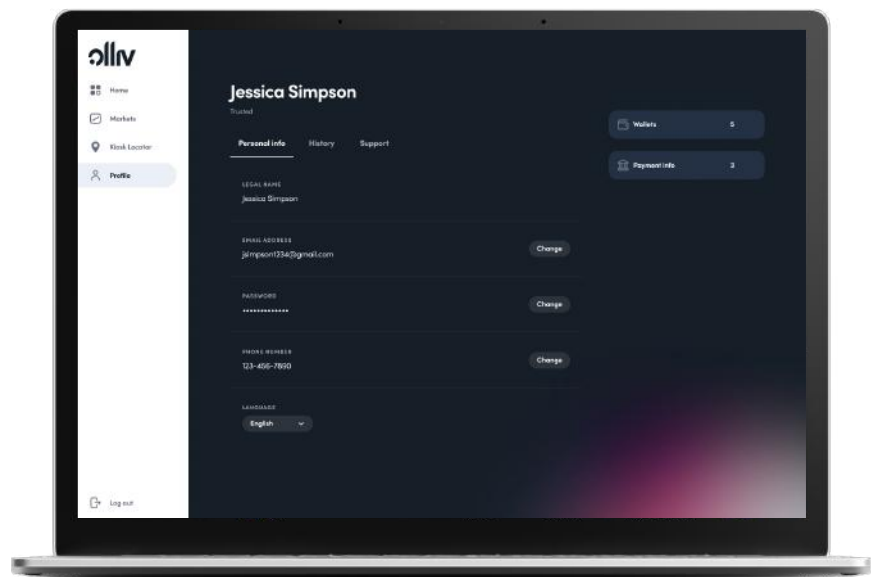 ollıv
Home
Markets
Kiosk Locator
Profile
Log out
Jessica Simpson
Trusted
Personal info History Support
LEGAL NAME
Jessica Simpson
EMAIL ADDRESS
jsimpson1234@gmail.com
Change
PASSWORD
•••••••••••••
Change
PHONE NUMBER
123-456-7890
Change
LANGUAGE
English
Wallets 5
Payment info 3